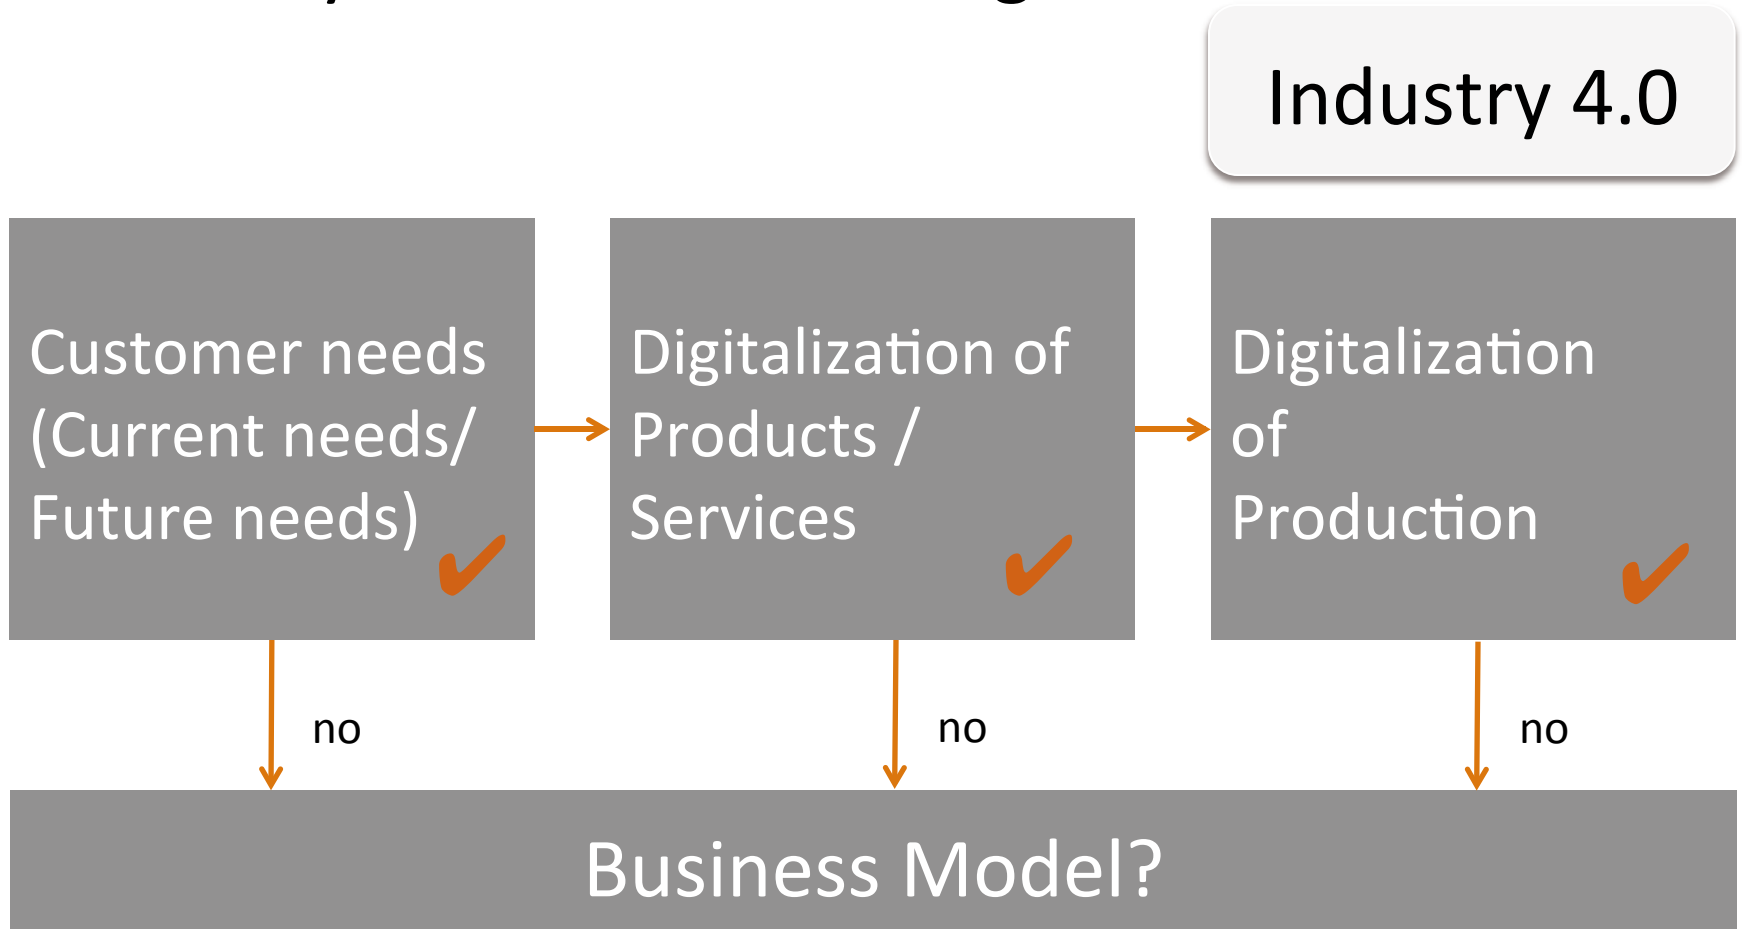 Industry 4.0
Customer needs
(Current needs/
Future needs)
Digitalization of
Products /
Services
Digitalization
of
Production
no
no
no
Business Model?